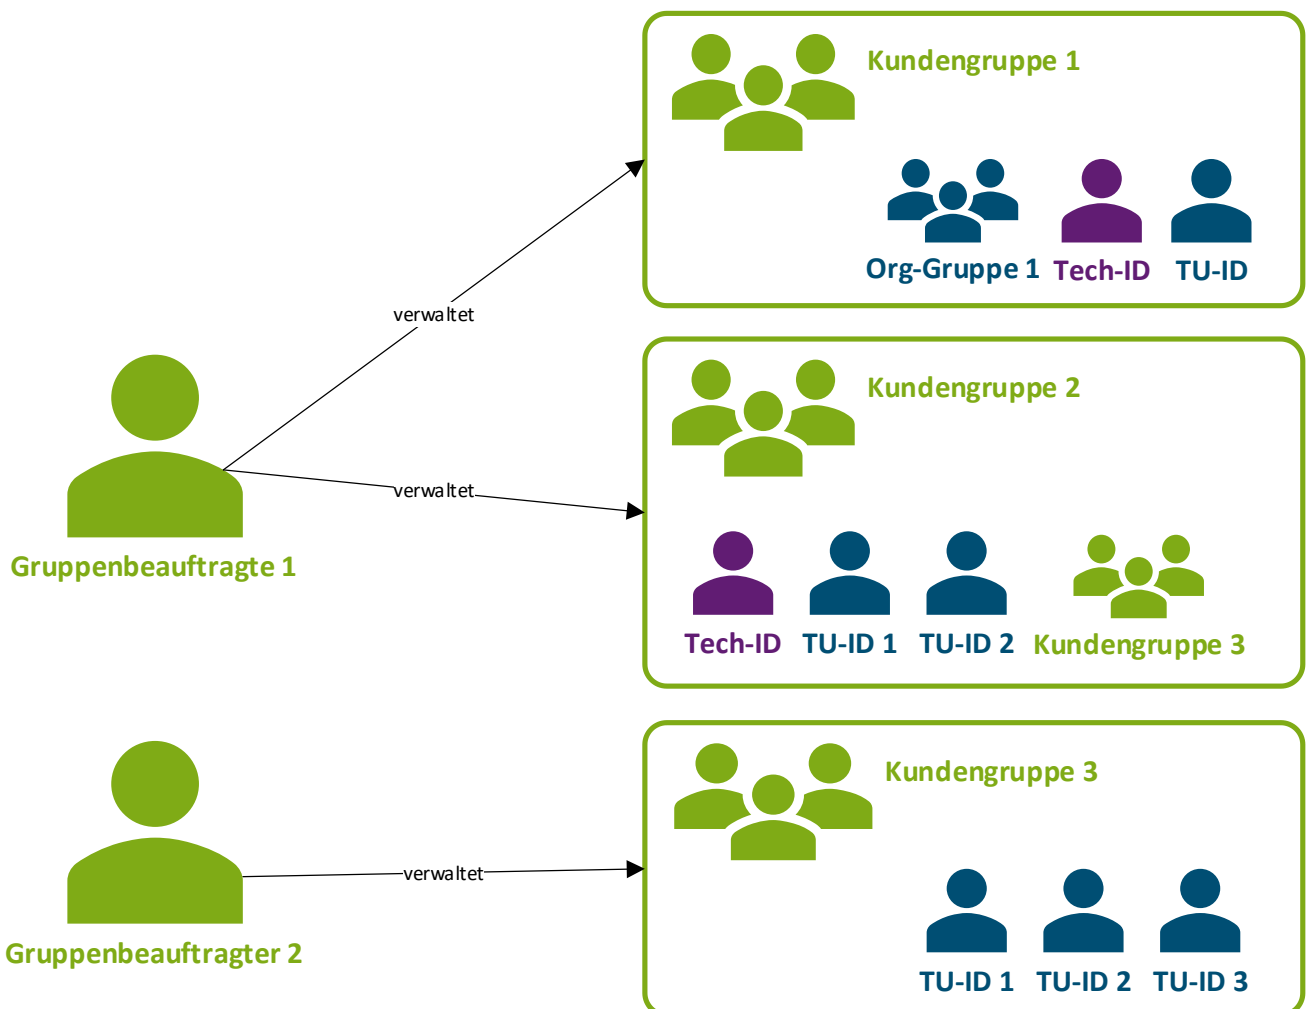 Kundengruppe 1
Org-Gruppe 1 Tech-ID TU-ID
verwaltet
Kundengruppe 2
verwaltet
Gruppenbeauftragte 1
Tech-ID TU-ID 1 TU-ID 2 Kundengruppe 3
Kundengruppe 3
verwaltet
Gruppenbeauftragter 2
TU-ID 1 TU-ID 2 TU-ID 3